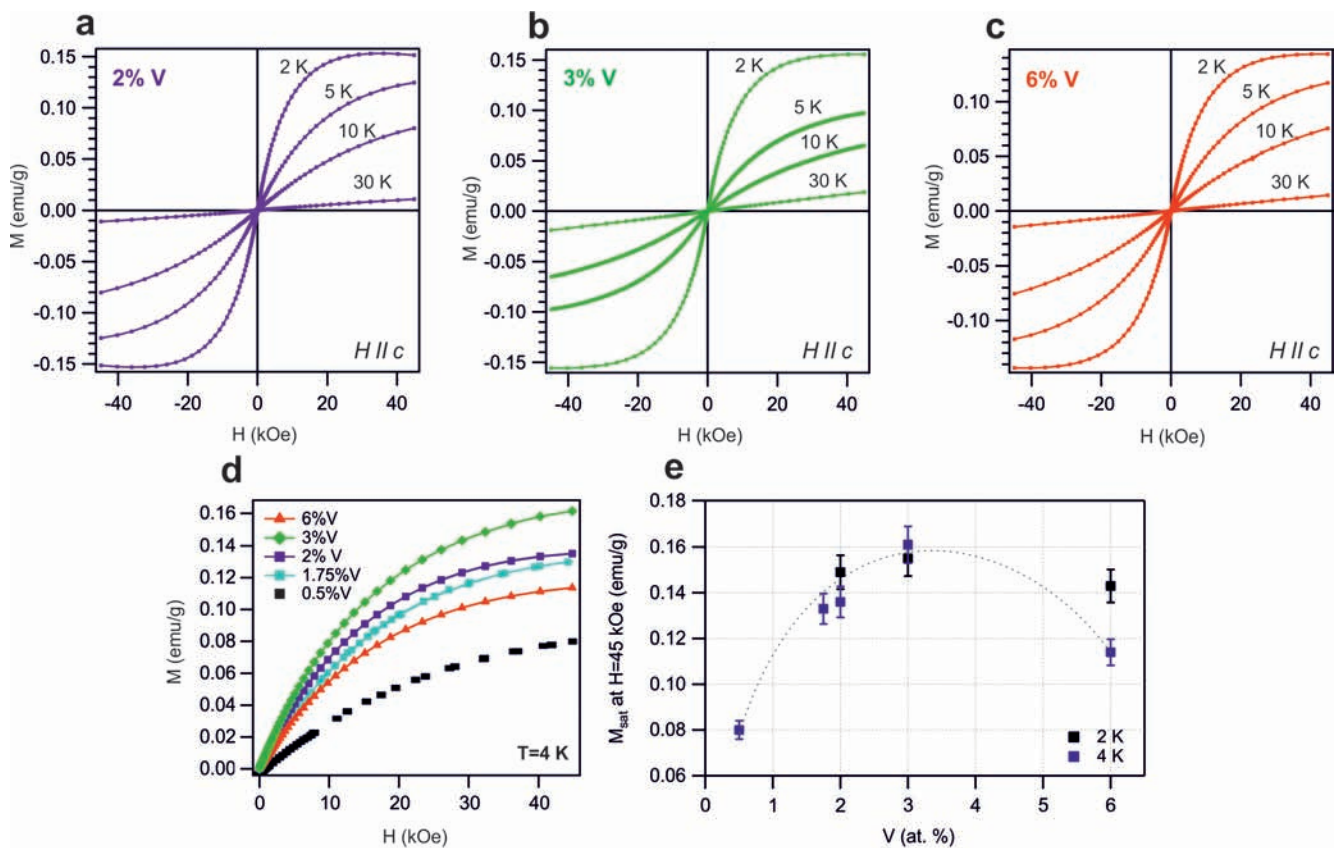 a
2% V
2 K
5 K
10 K
30 K
H II c
M (emu/g)
0.15
0.10
0.05
0.00
-0.05
-0.10
-0.15
-40 -20 0 20 40
H (kOe)
b
3% V
2 K
5 K
10 K
30 K
H II c
M (emu/g)
0.15
0.10
0.05
0.00
-0.05
-0.10
-0.15
-40 -20 0 20 40
H (kOe)
c
6% V
2 K
5 K
10 K
30 K
H II c
M (emu/g)
0.10
0.05
0.00
-0.05
-0.10
-40 -20 0 20 40
H (kOe)
d
6%V
3%V
2% V
1.75%V
0.5%V
T=4 K
M (emu/g)
0.16
0.14
0.12
0.10
0.08
0.06
0.04
0.02
0.00
0 10 20 30 40
H (kOe)
e
Msat at H=45 kOe (emu/g)
0.18
0.16
0.14
0.12
0.10
0.08
0.06
2 K
4 K
0 1 2 3 4 5 6
V (at. %)